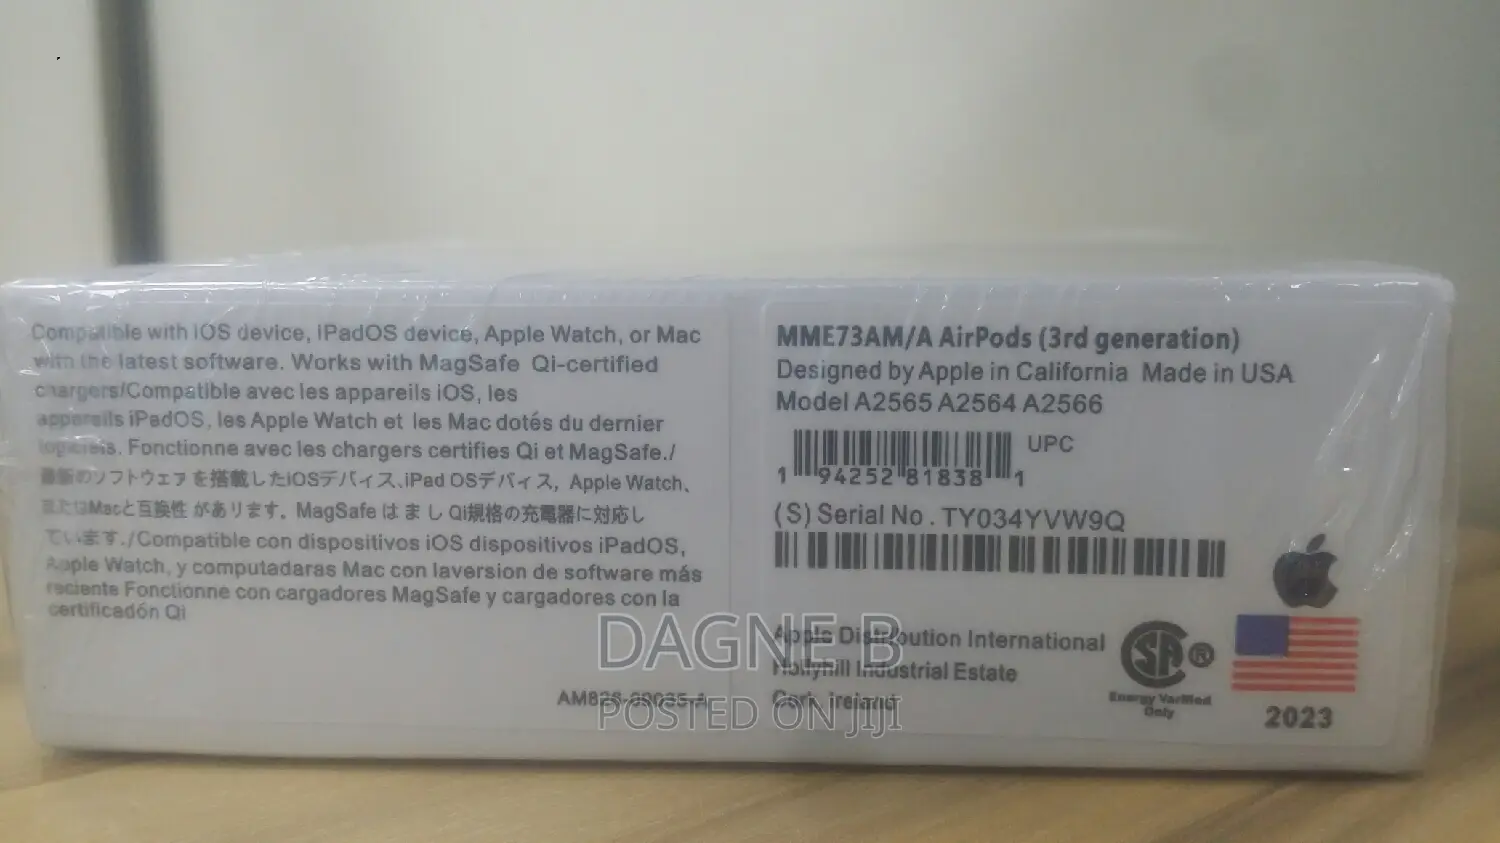 Compatible with iOS device, iPadOS device, Apple Watch, or Mac
with the latest software. Works with MagSafe Qi-certified
chargers/Compatible avec les appareils iOS, les
appareils iPadOS, les Apple Watch et les Mac dotés du dernier
logiciels. Fonctionne avec les chargers certifies Qi et MagSafe./
最新のソフトウェアを搭載したiOSデバイス、iPad OSデバイス, Apple Watch、
またはMacと互換性 があります。MagSafe は ま し Qi規格の充電器に対応し
ています./Compatible con dispositivos iOS dispositivos iPadOS,
Apple Watch, y computadaras Mac con laversion de software más
reciente Fonctionne con cargadores MagSafe y cargadores con la
certificadón Qi
AM828-09035-A
MME73AM/A AirPods (3rd generation)
Designed by Apple in California Made in USA
Model A2565 A2564 A2566
UPC
1 94252 81838 1
(S) Serial No. TY034YVW9Q
Apple Distribution International
Hollyhill Industrial Estate
Cork, ireland
SA ®
Energy Varified
Only
2023
DAGNE B
POSTED ON JIJI